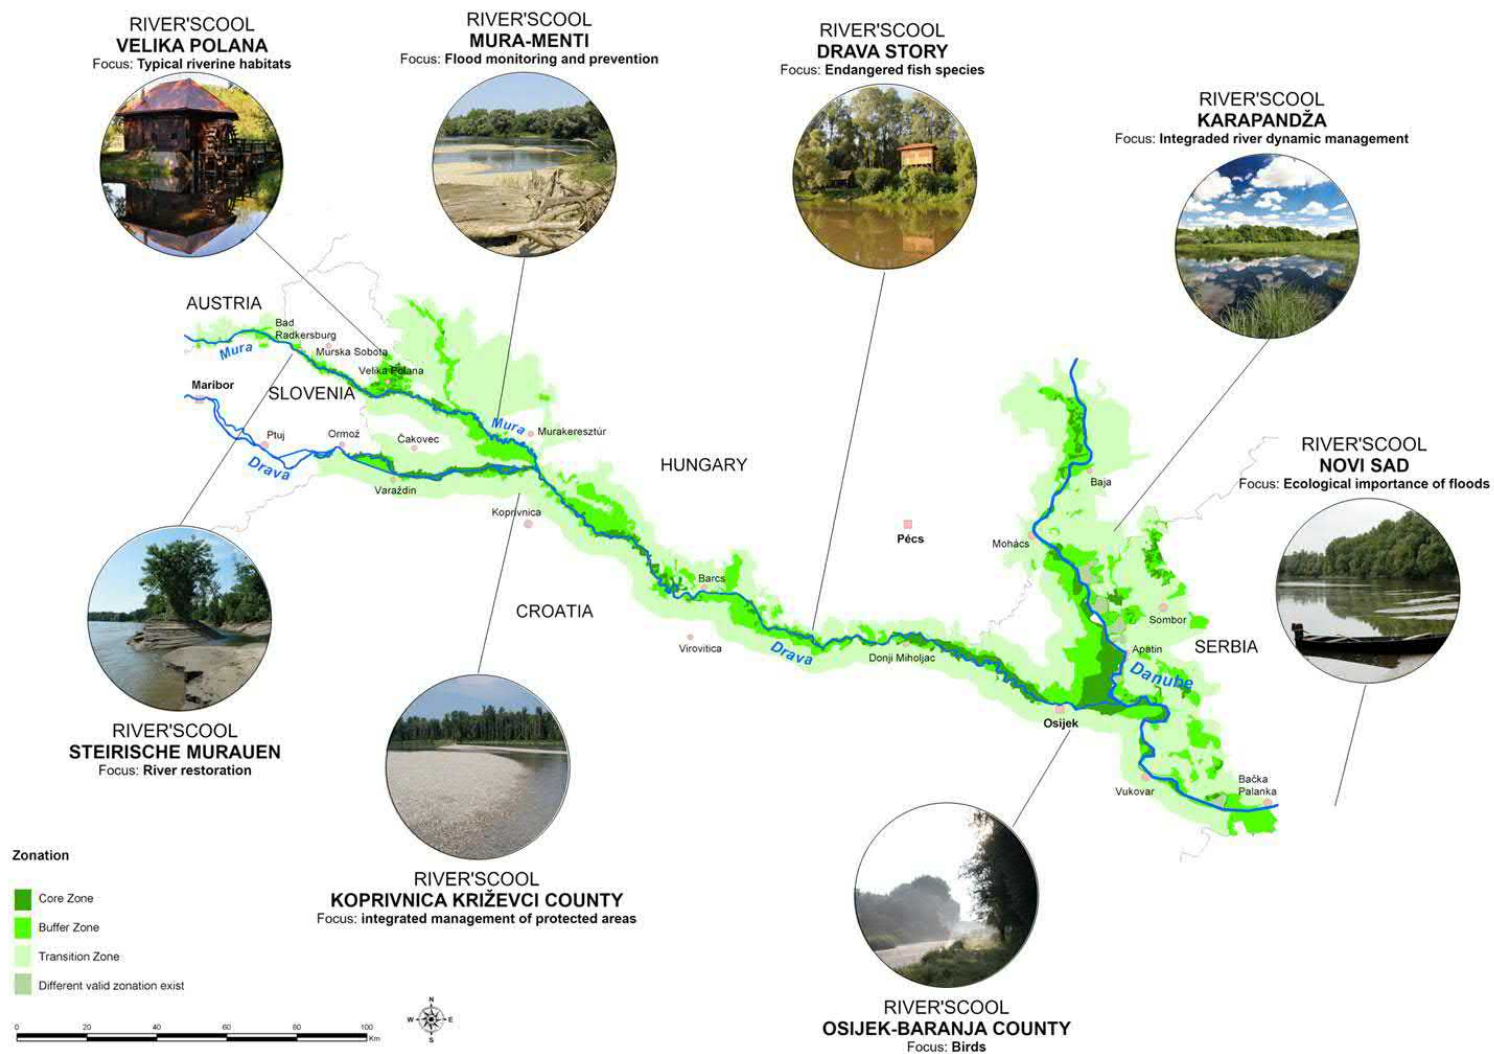 RIVER'SCOOL
VELIKA POLANA
Focus: Typical riverine habitats
RIVER'SCOOL
MURA-MENTI
Focus: Flood monitoring and prevention
RIVER'SCOOL
DRAVA STORY
Focus: Endangered fish species
RIVER'SCOOL
KARAPANDŽA
Focus: Integraded river dynamic management
AUSTRIA
Bad
Radkersburg
Mura
Murska Sobota
Velika Polana
Maribor
SLOVENIA
Mura
Murakeresztúr
Ptuj
Ormož
Čakovec
Drava
HUNGARY
Varaždin
Koprivnica
Baja
Pécs
Mohács
RIVER'SCOOL
NOVI SAD
Focus: Ecological importance of floods
Barcs
CROATIA
Virovitica
Drava
Donji Miholjac
Sombor
SERBIA
Apatin
Danube
Osijek
Vukovar
Bačka
Palanka
RIVER'SCOOL
STEIRISCHE MURAUEN
Focus: River restoration
RIVER'SCOOL
KOPRIVNICA KRIŽEVCI COUNTY
Focus: integrated management of protected areas
RIVER'SCOOL
OSIJEK-BARANJA COUNTY
Focus: Birds
Zonation
Core Zone
Buffer Zone
Transition Zone
Different valid zonation exist
0 20 40 60 80 100
Km
N
W E
S